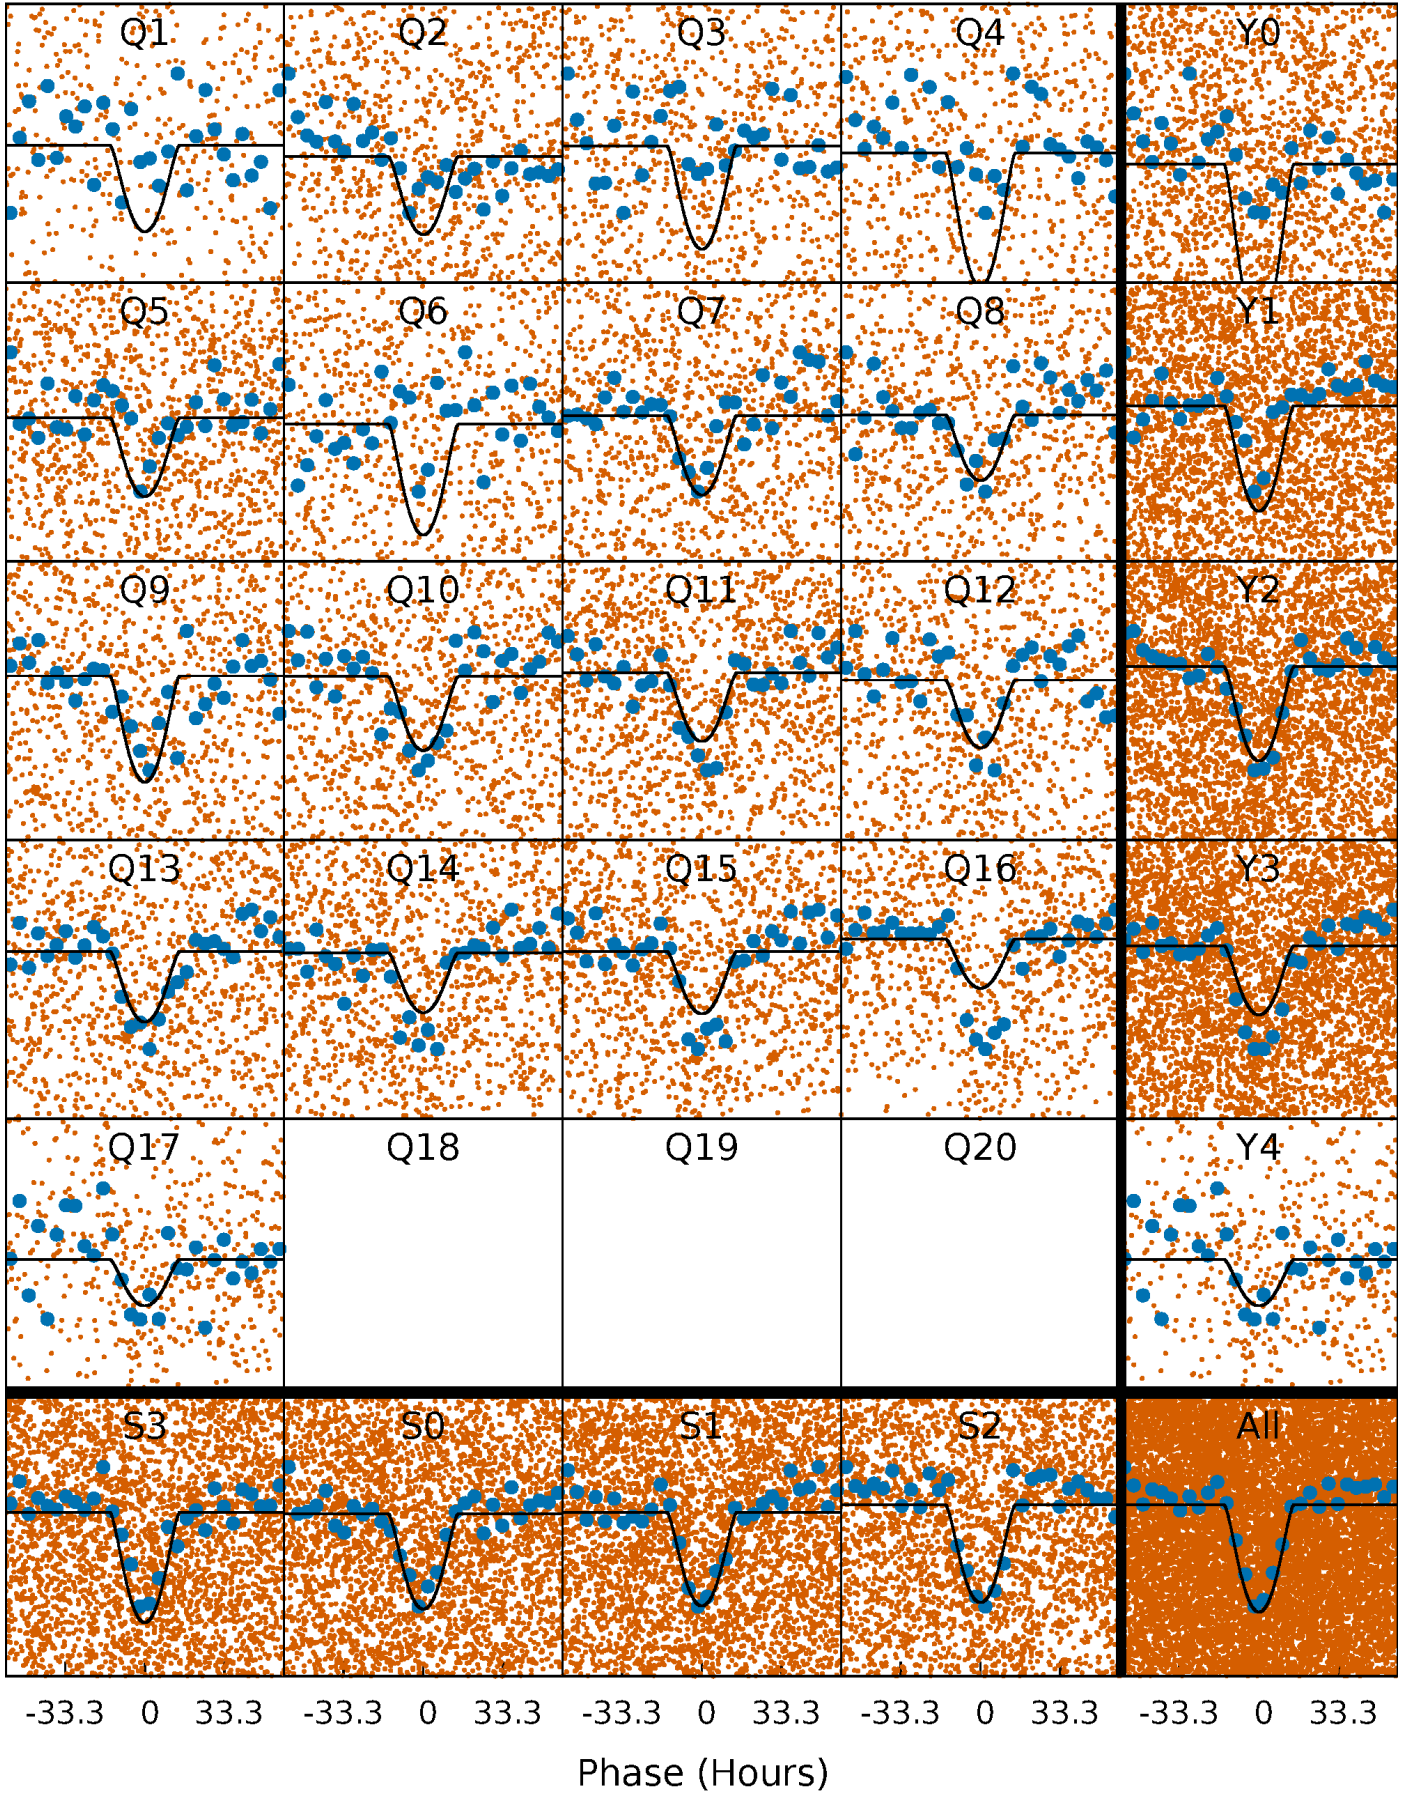 Q1 Q2 Q3 Q4 Y0
Q5 Q6 Q7 Q8 Y1
Q9 Q10 Q11 Q12 Y2
Q13 Q14 Q15 Q16 Y3
Q17 Q18 Q19 Q20 Y4
S3 S0 S1 S2 All
-33.3 0 33.3 -33.3 0 33.3 -33.3 0 33.3 -33.3 0 33.3 -33.3 0 33.3
Phase (Hours)